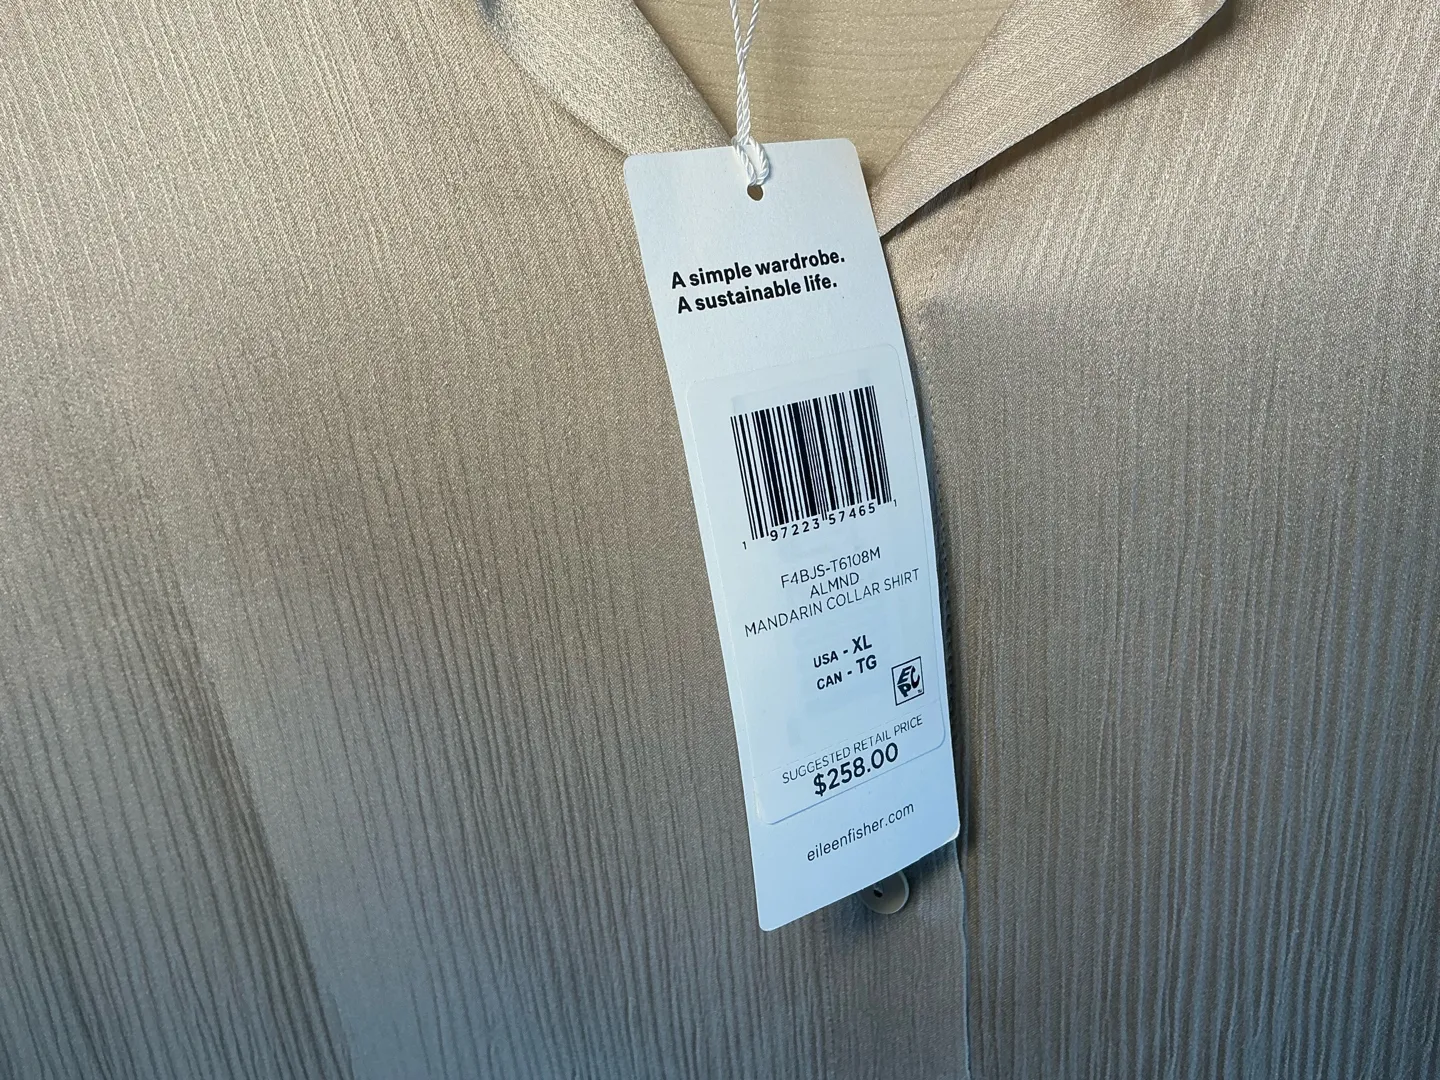 A simple wardrobe.
A sustainable life.
1 97223 57465 1
F4BJS-T6108M
ALMND
MANDARIN COLLAR SHIRT
USA - XL
CAN - TG
EPC
SUGGESTED RETAIL PRICE
$258.00
eileenfisher.com